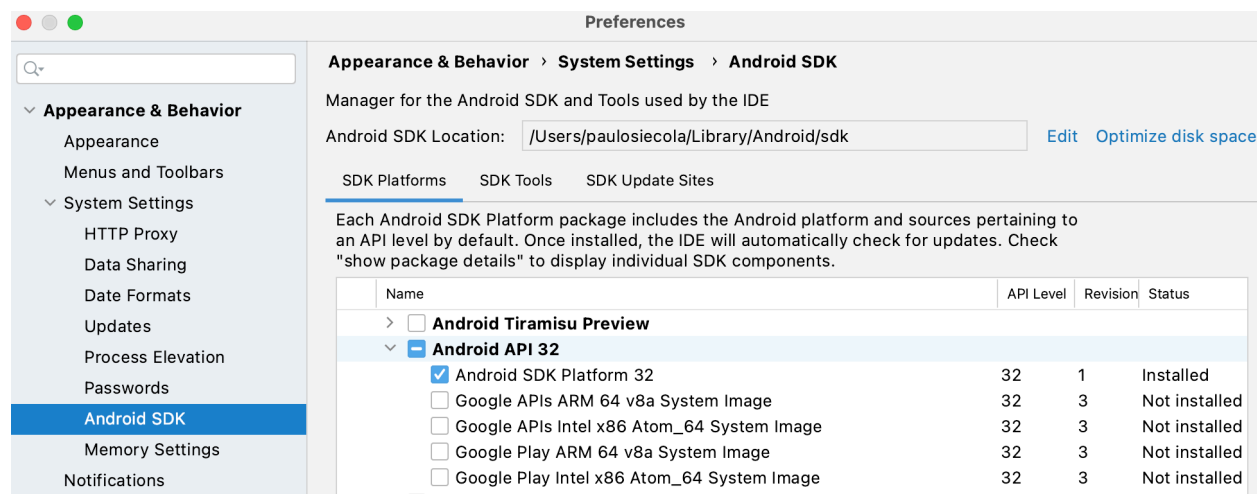 Preferences
Appearance & Behavior
Appearance
Menus and Toolbars
System Settings
HTTP Proxy
Data Sharing
Date Formats
Updates
Process Elevation
Passwords
Android SDK
Memory Settings
Notifications
Appearance & Behavior › System Settings › Android SDK
Manager for the Android SDK and Tools used by the IDE
Android SDK Location: /Users/paulosiecola/Library/Android/sdk Edit Optimize disk space
SDK Platforms SDK Tools SDK Update Sites
Each Android SDK Platform package includes the Android platform and sources pertaining to
an API level by default. Once installed, the IDE will automatically check for updates. Check
"show package details" to display individual SDK components.
Name API Level Revision Status
Android Tiramisu Preview
Android API 32
Android SDK Platform 32 32 1 Installed
Google APIs ARM 64 v8a System Image 32 3 Not installed
Google APIs Intel x86 Atom_64 System Image 32 3 Not installed
Google Play ARM 64 v8a System Image 32 3 Not installed
Google Play Intel x86 Atom_64 System Image 32 3 Not installed